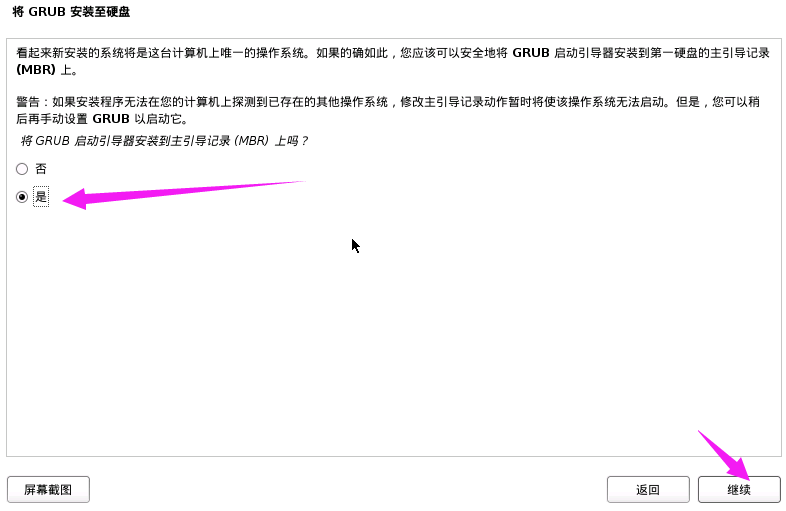 将 GRUB 安装至硬盘
看起来新安装的系统将是这台计算机上唯一的操作系统。如果的确如此，您应该可以安全地将 GRUB 启动引导器安装到第一硬盘的主引导记录
(MBR) 上。
警告：如果安装程序无法在您的计算机上探测到已存在的其他操作系统，修改主引导记录动作暂时将使该操作系统无法启动。但是，您可以稍
后再手动设置 GRUB 以启动它。
将 GRUB 启动引导器安装到主引导记录 (MBR) 上吗？
否
是
屏幕截图
返回
继续